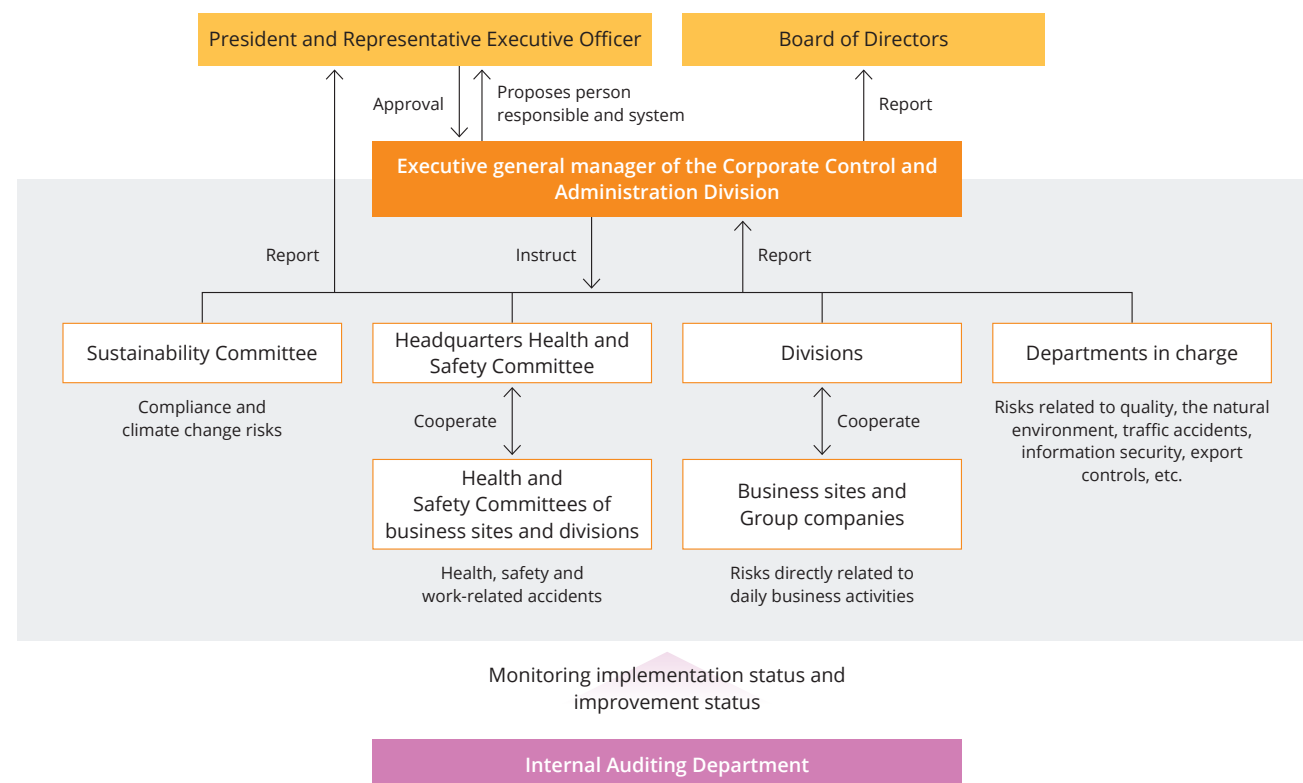 President and Representative Executive Officer
Board of Directors
Approval
Proposes person
responsible and system
Report
Executive general manager of the Corporate Control and
Administration Division
Report
Instruct
Report
Sustainability Committee
Headquarters Health and
Safety Committee
Divisions
Departments in charge
Compliance and
climate change risks
Cooperate
Cooperate
Risks related to quality, the natural
environment, traffic accidents,
information security, export
controls, etc.
Health and
Safety Committees of
business sites and divisions
Business sites and
Group companies
Health, safety and
work-related accidents
Risks directly related to
daily business activities
Monitoring implementation status and
improvement status
Internal Auditing Department